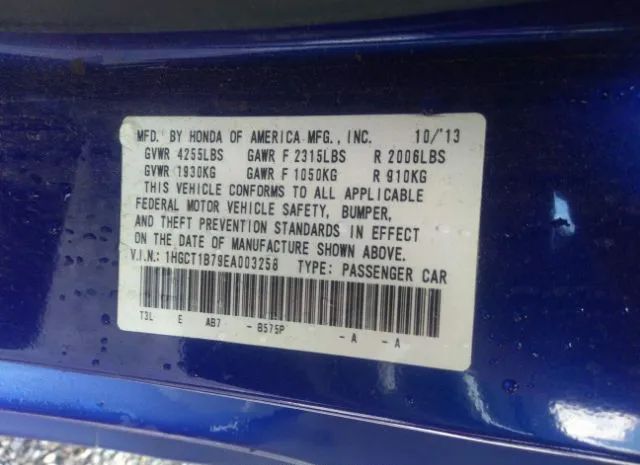 MFD. BY HONDA OF AMERICA MFG., INC. 10/'13
GVWR 4255LBS GAWR F 2315LBS R 2006LBS
GVWR 1930KG GAWR F 1050KG R 910KG
THIS VEHICLE CONFORMS TO ALL APPLICABLE
FEDERAL MOTOR VEHICLE SAFETY, BUMPER,
AND THEFT PREVENTION STANDARDS IN EFFECT
ON THE DATE OF MANUFACTURE SHOWN ABOVE.
V.I.N.: 1HGCT1B79EA003258 TYPE: PASSENGER CAR
T3L E AB7 - B575P - A - A